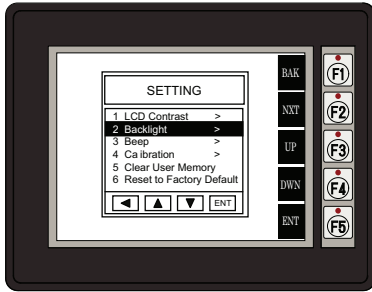 SETTING
1 LCD Contrast >
2 Backlight >
3 Beep >
4 Ca ibration >
5 Clear User Memory
6 Reset to Factory Default
ENT
BAK
NXT
UP
DWN
ENT
F1
F2
F3
F4
F5